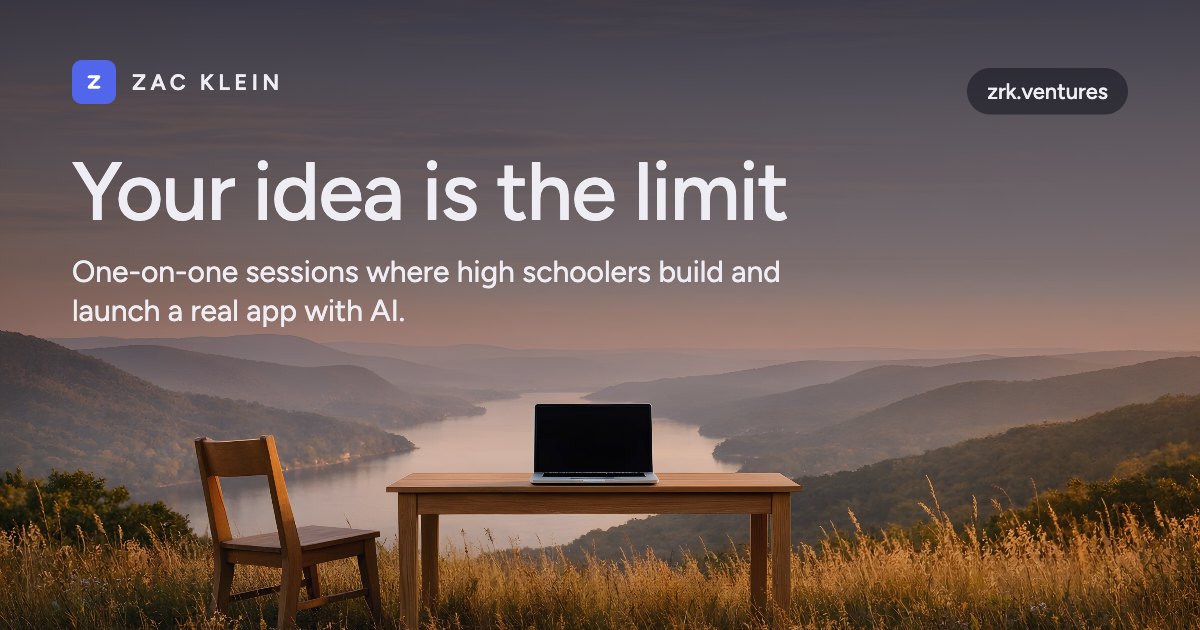 Z
ZAC KLEIN
zrk.ventures
Your idea is the limit
One-on-one sessions where high schoolers build and
launch a real app with AI.